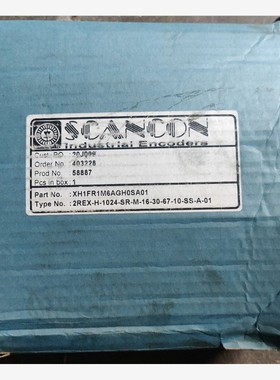 SCANCON
Industrial Encoders
Cust. PO : 20J098
Order No. : 403228
Prod No : 58887
Pcs in box : 1
Part No. : XH1FR1M6AGH0SA01
Type No. : 2REX-H-1024-SR-M-16-30-67-10-SS-A-01